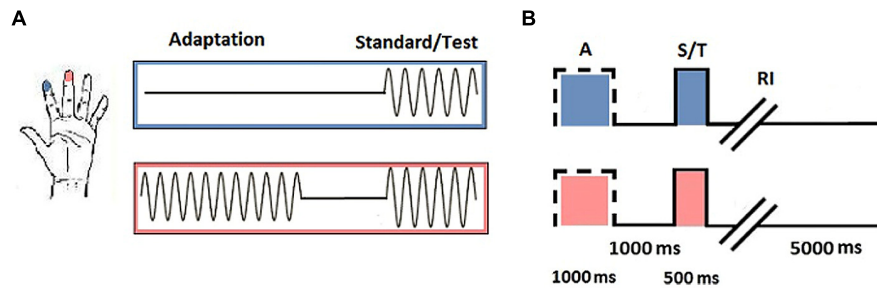 A
Adaptation
Standard/Test
B
A
S/T
RI
1000 ms
5000 ms
1000 ms
500 ms